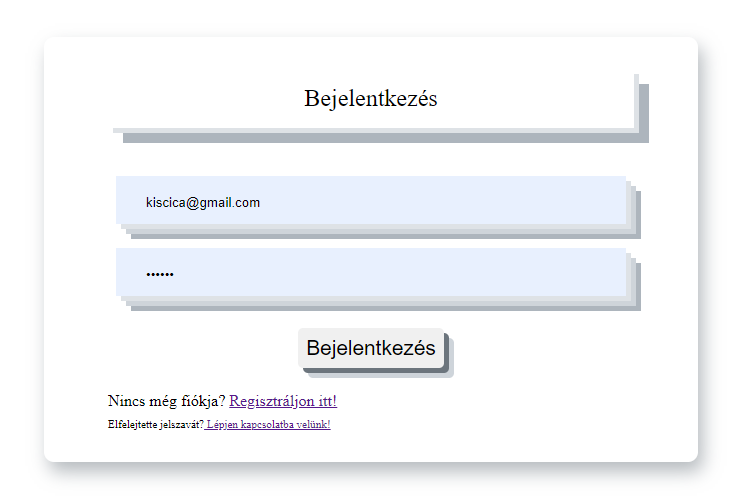 Bejelentkezés
kiscica@gmail.com
••••••
Bejelentkezés
Nincs még fiókja? Regisztráljon itt!
Elfelejtette jelszavát? Lépjen kapcsolatba velünk!